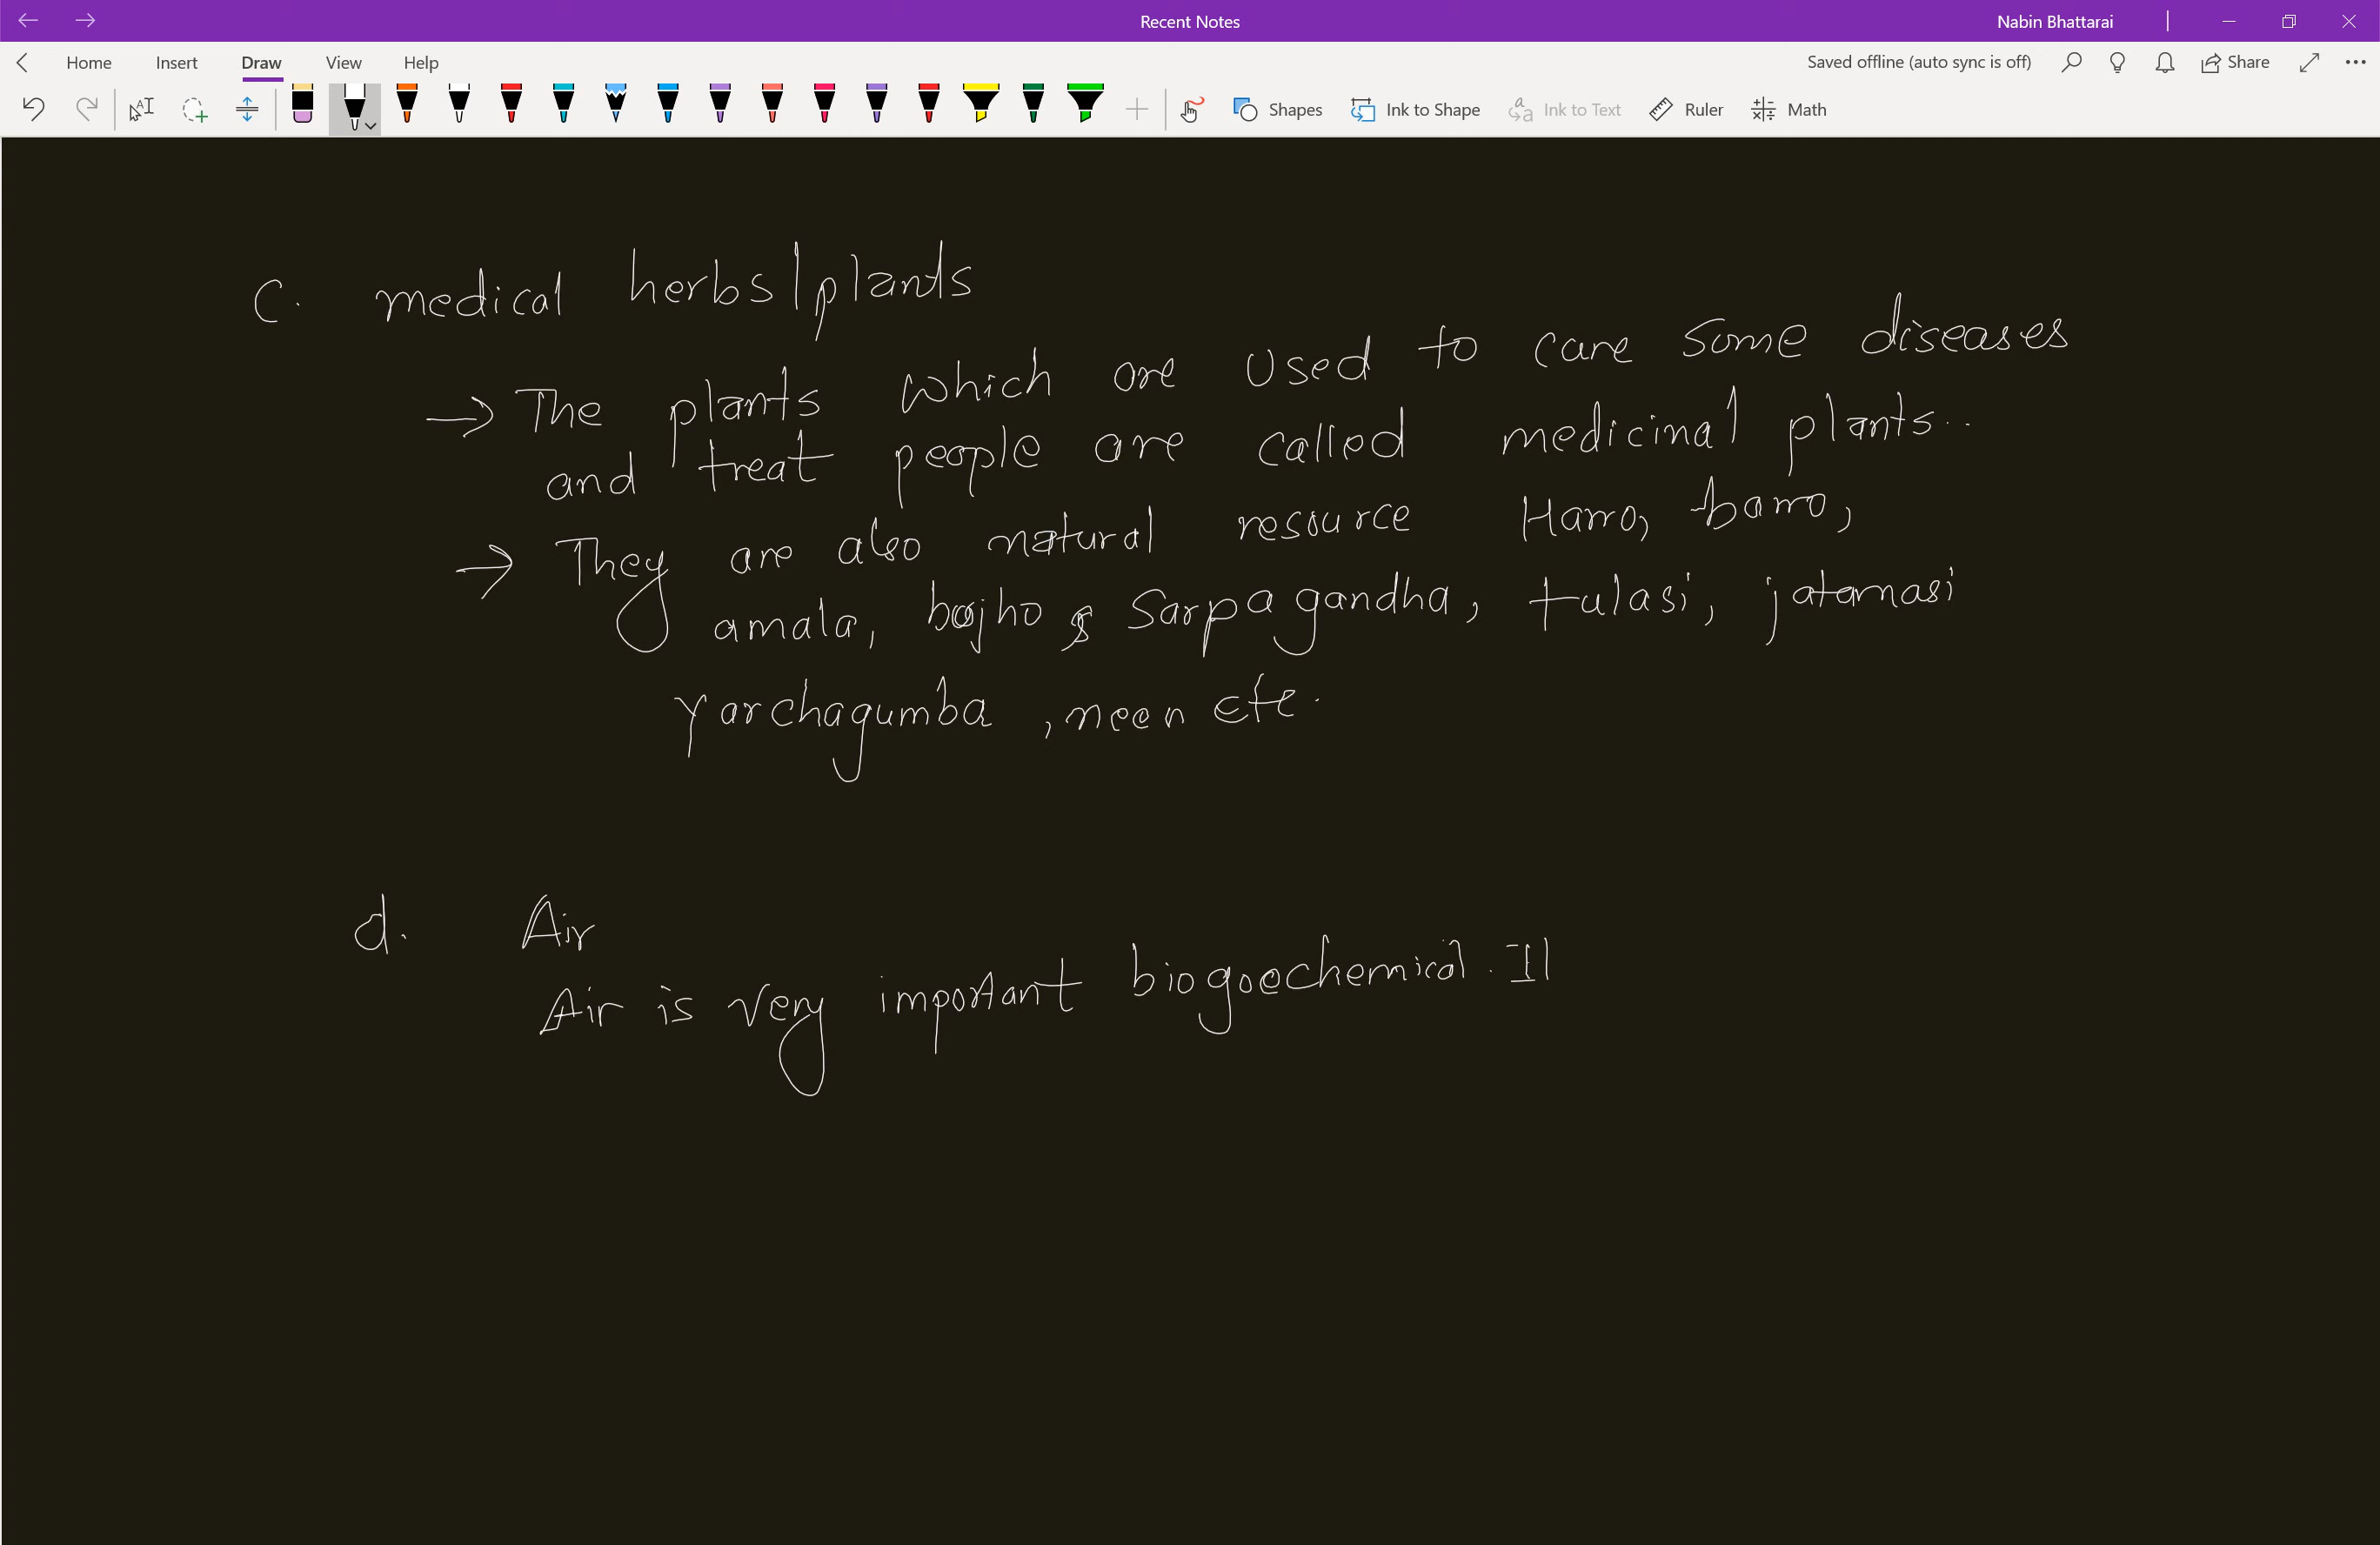 Recent Notes
Nabin Bhattarai
Home Insert Draw View Help
Saved offline (auto sync is off)
Share
Shapes Ink to Shape Ink to Text Ruler Math
c. medical herbs/plants
→ The plants which are used to care some diseases
and treat people are called medicinal plants..
→ They are also natural resource Harro, barro,
amala, bojho, Sarpagandha, tulasi, jatamasi
Yarchagumba, neen etc.
d. Air
Air is very important biogoechemical. I